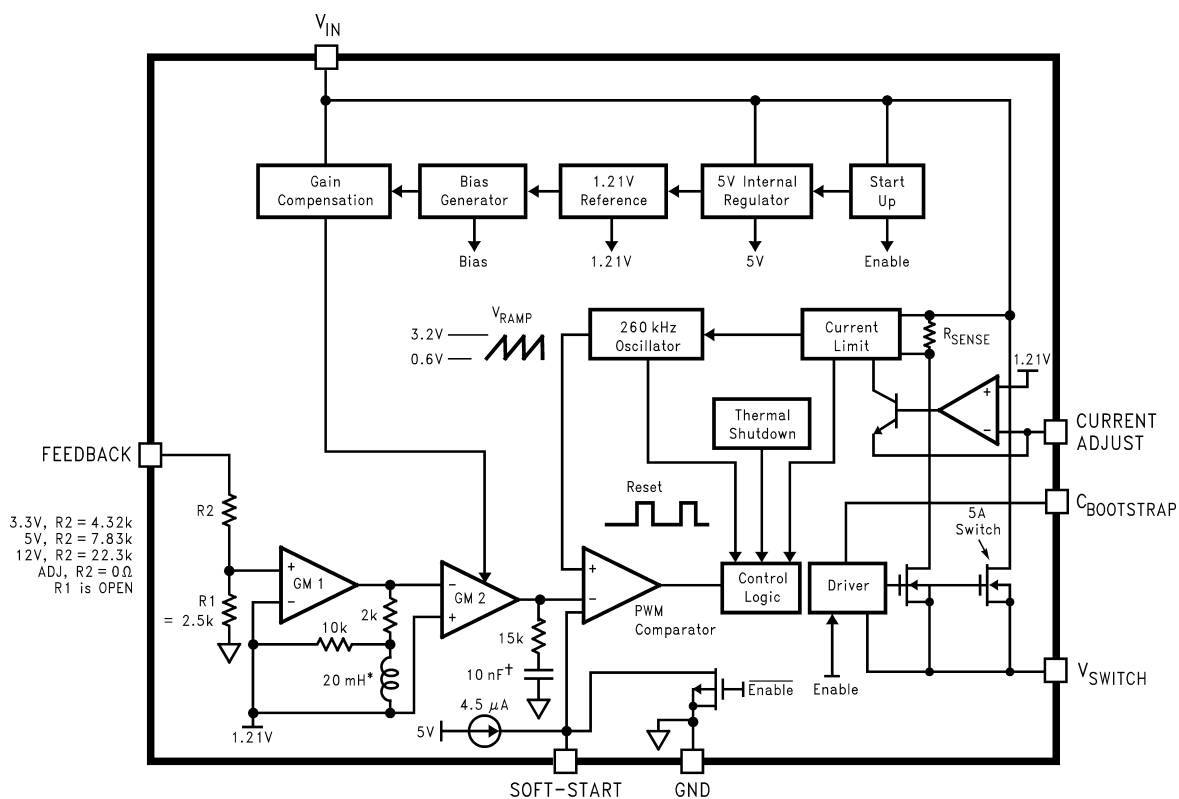 VIN
Gain
Compensation
Bias
Generator
1.21V
Reference
5V Internal
Regulator
Start
Up
Bias
1.21V
5V
Enable
VRAMP
3.2V
0.6V
260 kHz
Oscillator
Current
Limit
RSENSE
1.21V
+
−
CURRENT
ADJUST
Thermal
Shutdown
FEEDBACK
R2
3.3V, R2 = 4.32k
5V, R2 = 7.83k
12V, R2 = 22.3k
ADJ, R2 = 0Ω
R1 is OPEN
R1
= 2.5k
Reset
CBOOTSTRAP
5A
Switch
+
GM 1
−
−
GM 2
+
+
−
PWM
Comparator
Control
Logic
Driver
2k
10k
20 mH*
15k
10 nF†
1.21V
Enable
Enable
VSWITCH
4.5 μA
5V
SOFT-START
GND